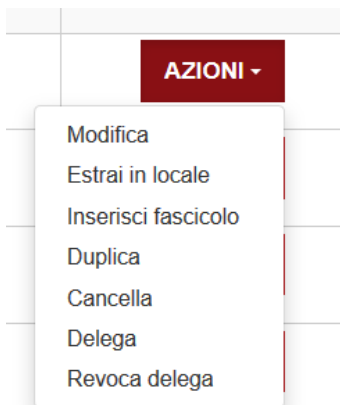 AZIONI
Modifica
Estrai in locale
Inserisci fascicolo
Duplica
Cancella
Delega
Revoca delega